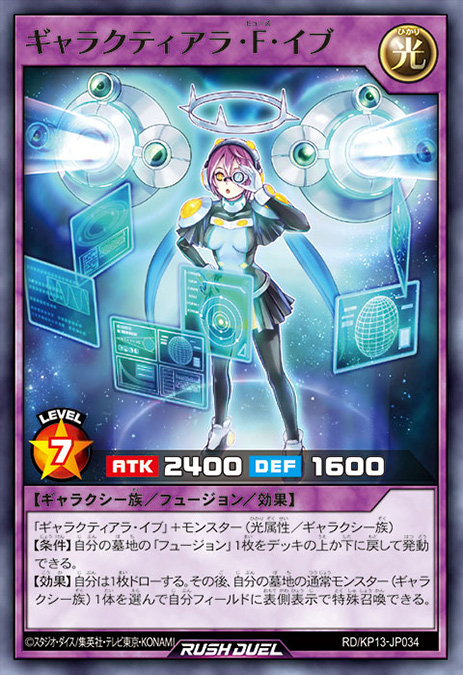 ギャラクティアラ・F・イブ
光
LEVEL
7
ATK 2400 DEF 1600
【ギャラクシー族／フュージョン／効果】
「ギャラクティアラ・イブ」＋モンスター（光属性／ギャラクシー族）
【条件】自分の墓地の「フュージョン」1枚をデッキの上か下に戻して発動
できる。
【効果】自分は1枚ドローする。その後、自分の墓地の通常モンスター（ギャラ
クシー族）1体を選んで自分フィールドに表側表示で特殊召喚できる。
©スタジオ・ダイス/集英社・テレビ東京・KONAMI
RUSH DUEL
RD/KP13-JP034